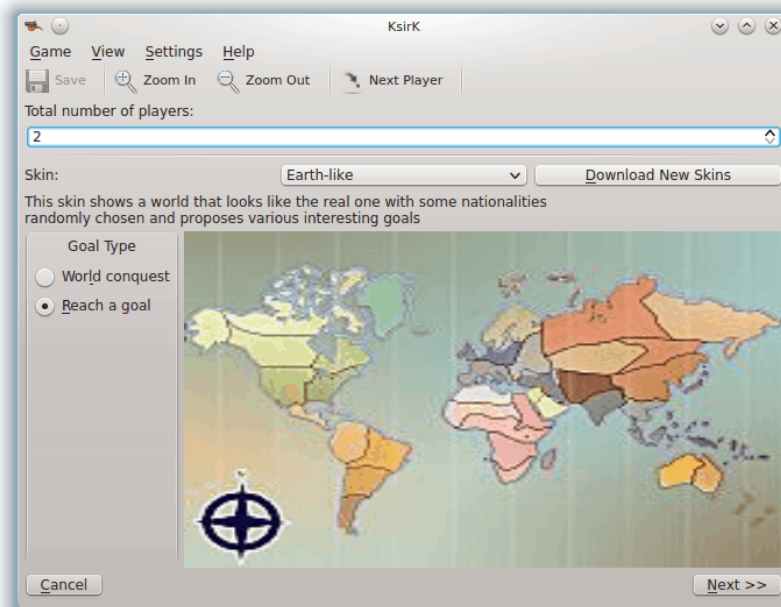 KsirK
Game View Settings Help
Save Zoom In Zoom Out Next Player
Total number of players:
2
Skin: Earth-like Download New Skins
This skin shows a world that looks like the real one with some nationalities
randomly chosen and proposes various interesting goals
Goal Type
World conquest
Reach a goal
Cancel Next >>